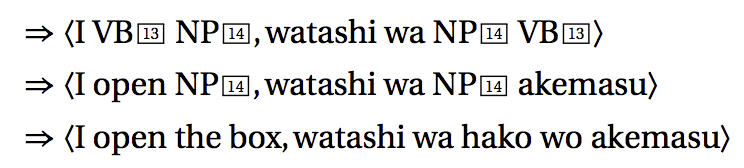 ⇒ ⟨I VB13 NP14, watashi wa NP14 VB13⟩
⇒ ⟨I open NP14, watashi wa NP14 akemasu⟩
⇒ ⟨I open the box, watashi wa hako wo akemasu⟩